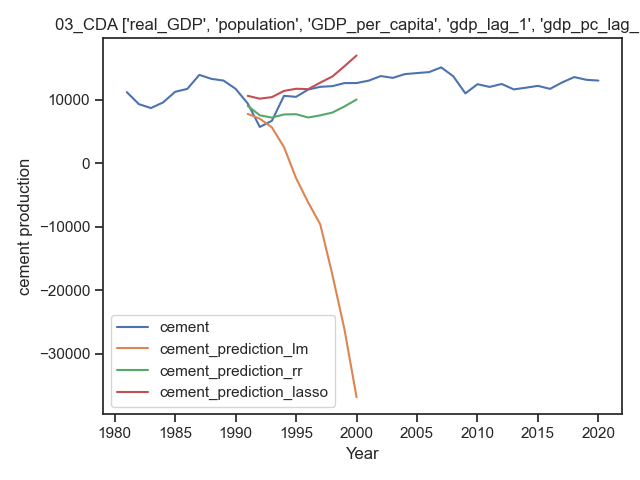 03_CDA ['real_GDP', 'population', 'GDP_per_capita', 'gdp_lag_1', 'gdp_pc_lag_
10000
0
−10000
−20000
−30000
cement production
cement
cement_prediction_lm
cement_prediction_rr
cement_prediction_lasso
1980 1985 1990 1995 2000 2005 2010 2015 2020
Year